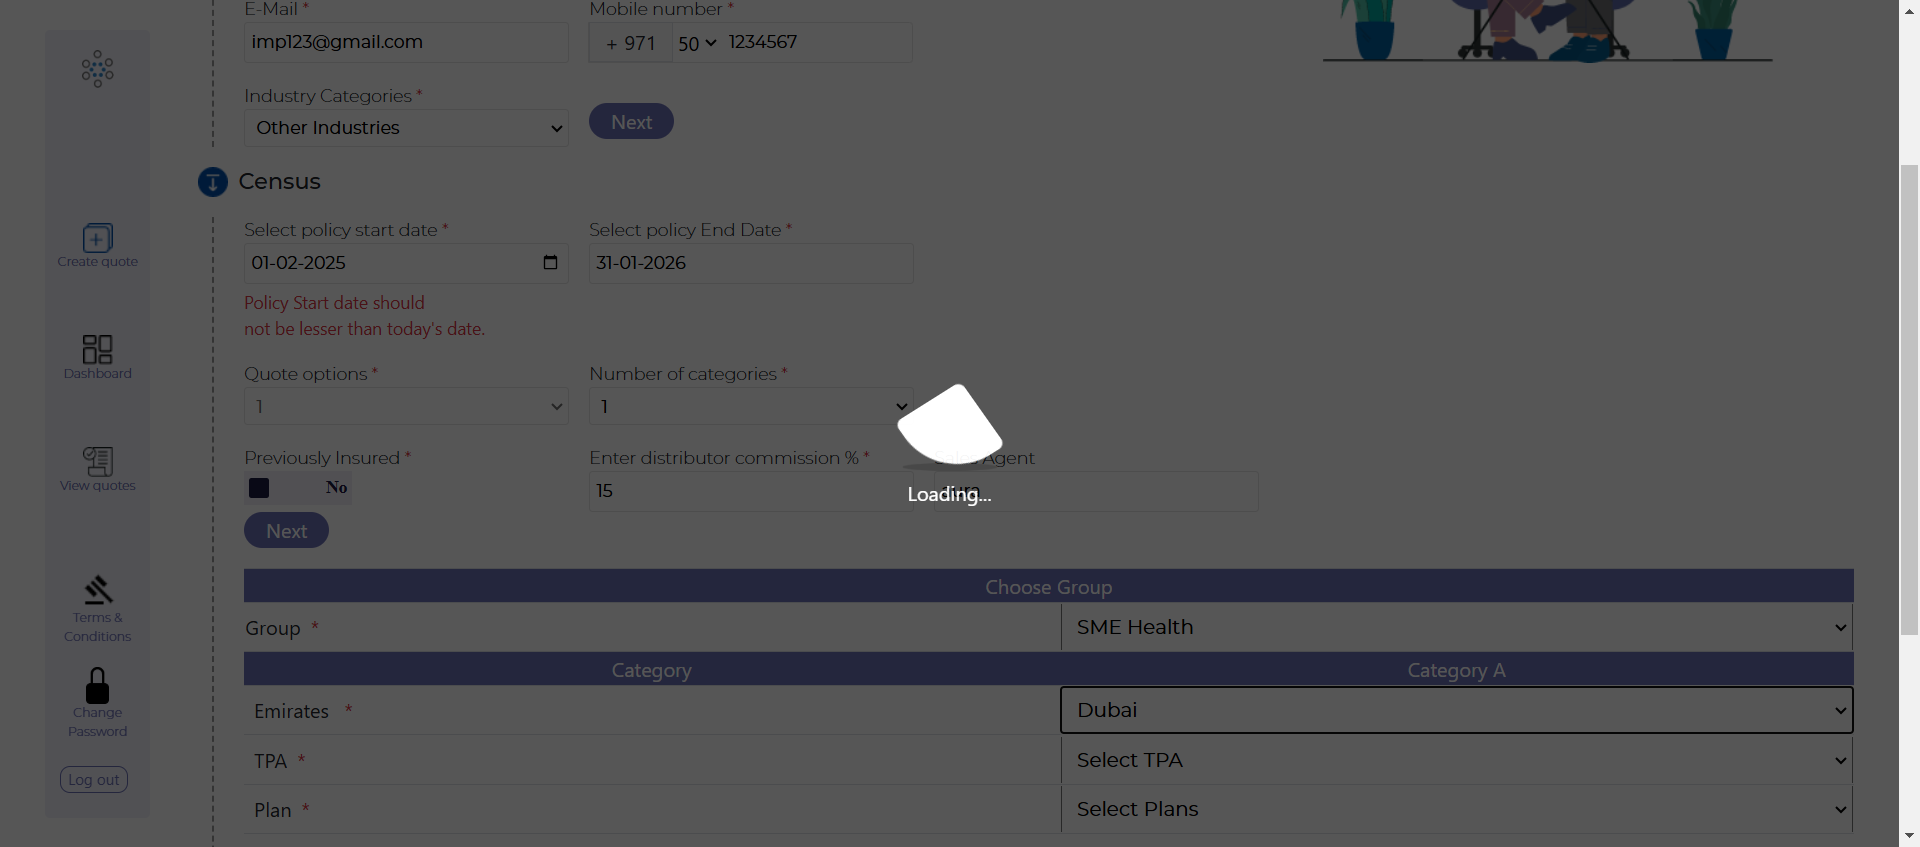 E-Mail *
Mobile number *
imp123@gmail.com
+ 971
50
1234567
Industry Categories *
Other Industries
Next
Census
Select policy start date *
Select policy End Date *
01-02-2025
31-01-2026
Policy Start date should
not be lesser than today's date.
Quote options *
Number of categories *
1
1
Previously Insured *
Enter distributor commission % *
Agent
No
15
Loading...
Next
Choose Group
Group *
SME Health
Category
Category A
Emirates *
Dubai
TPA *
Select TPA
Plan *
Select Plans
Create quote
Dashboard
View quotes
Terms &
Conditions
Change
Password
Log out